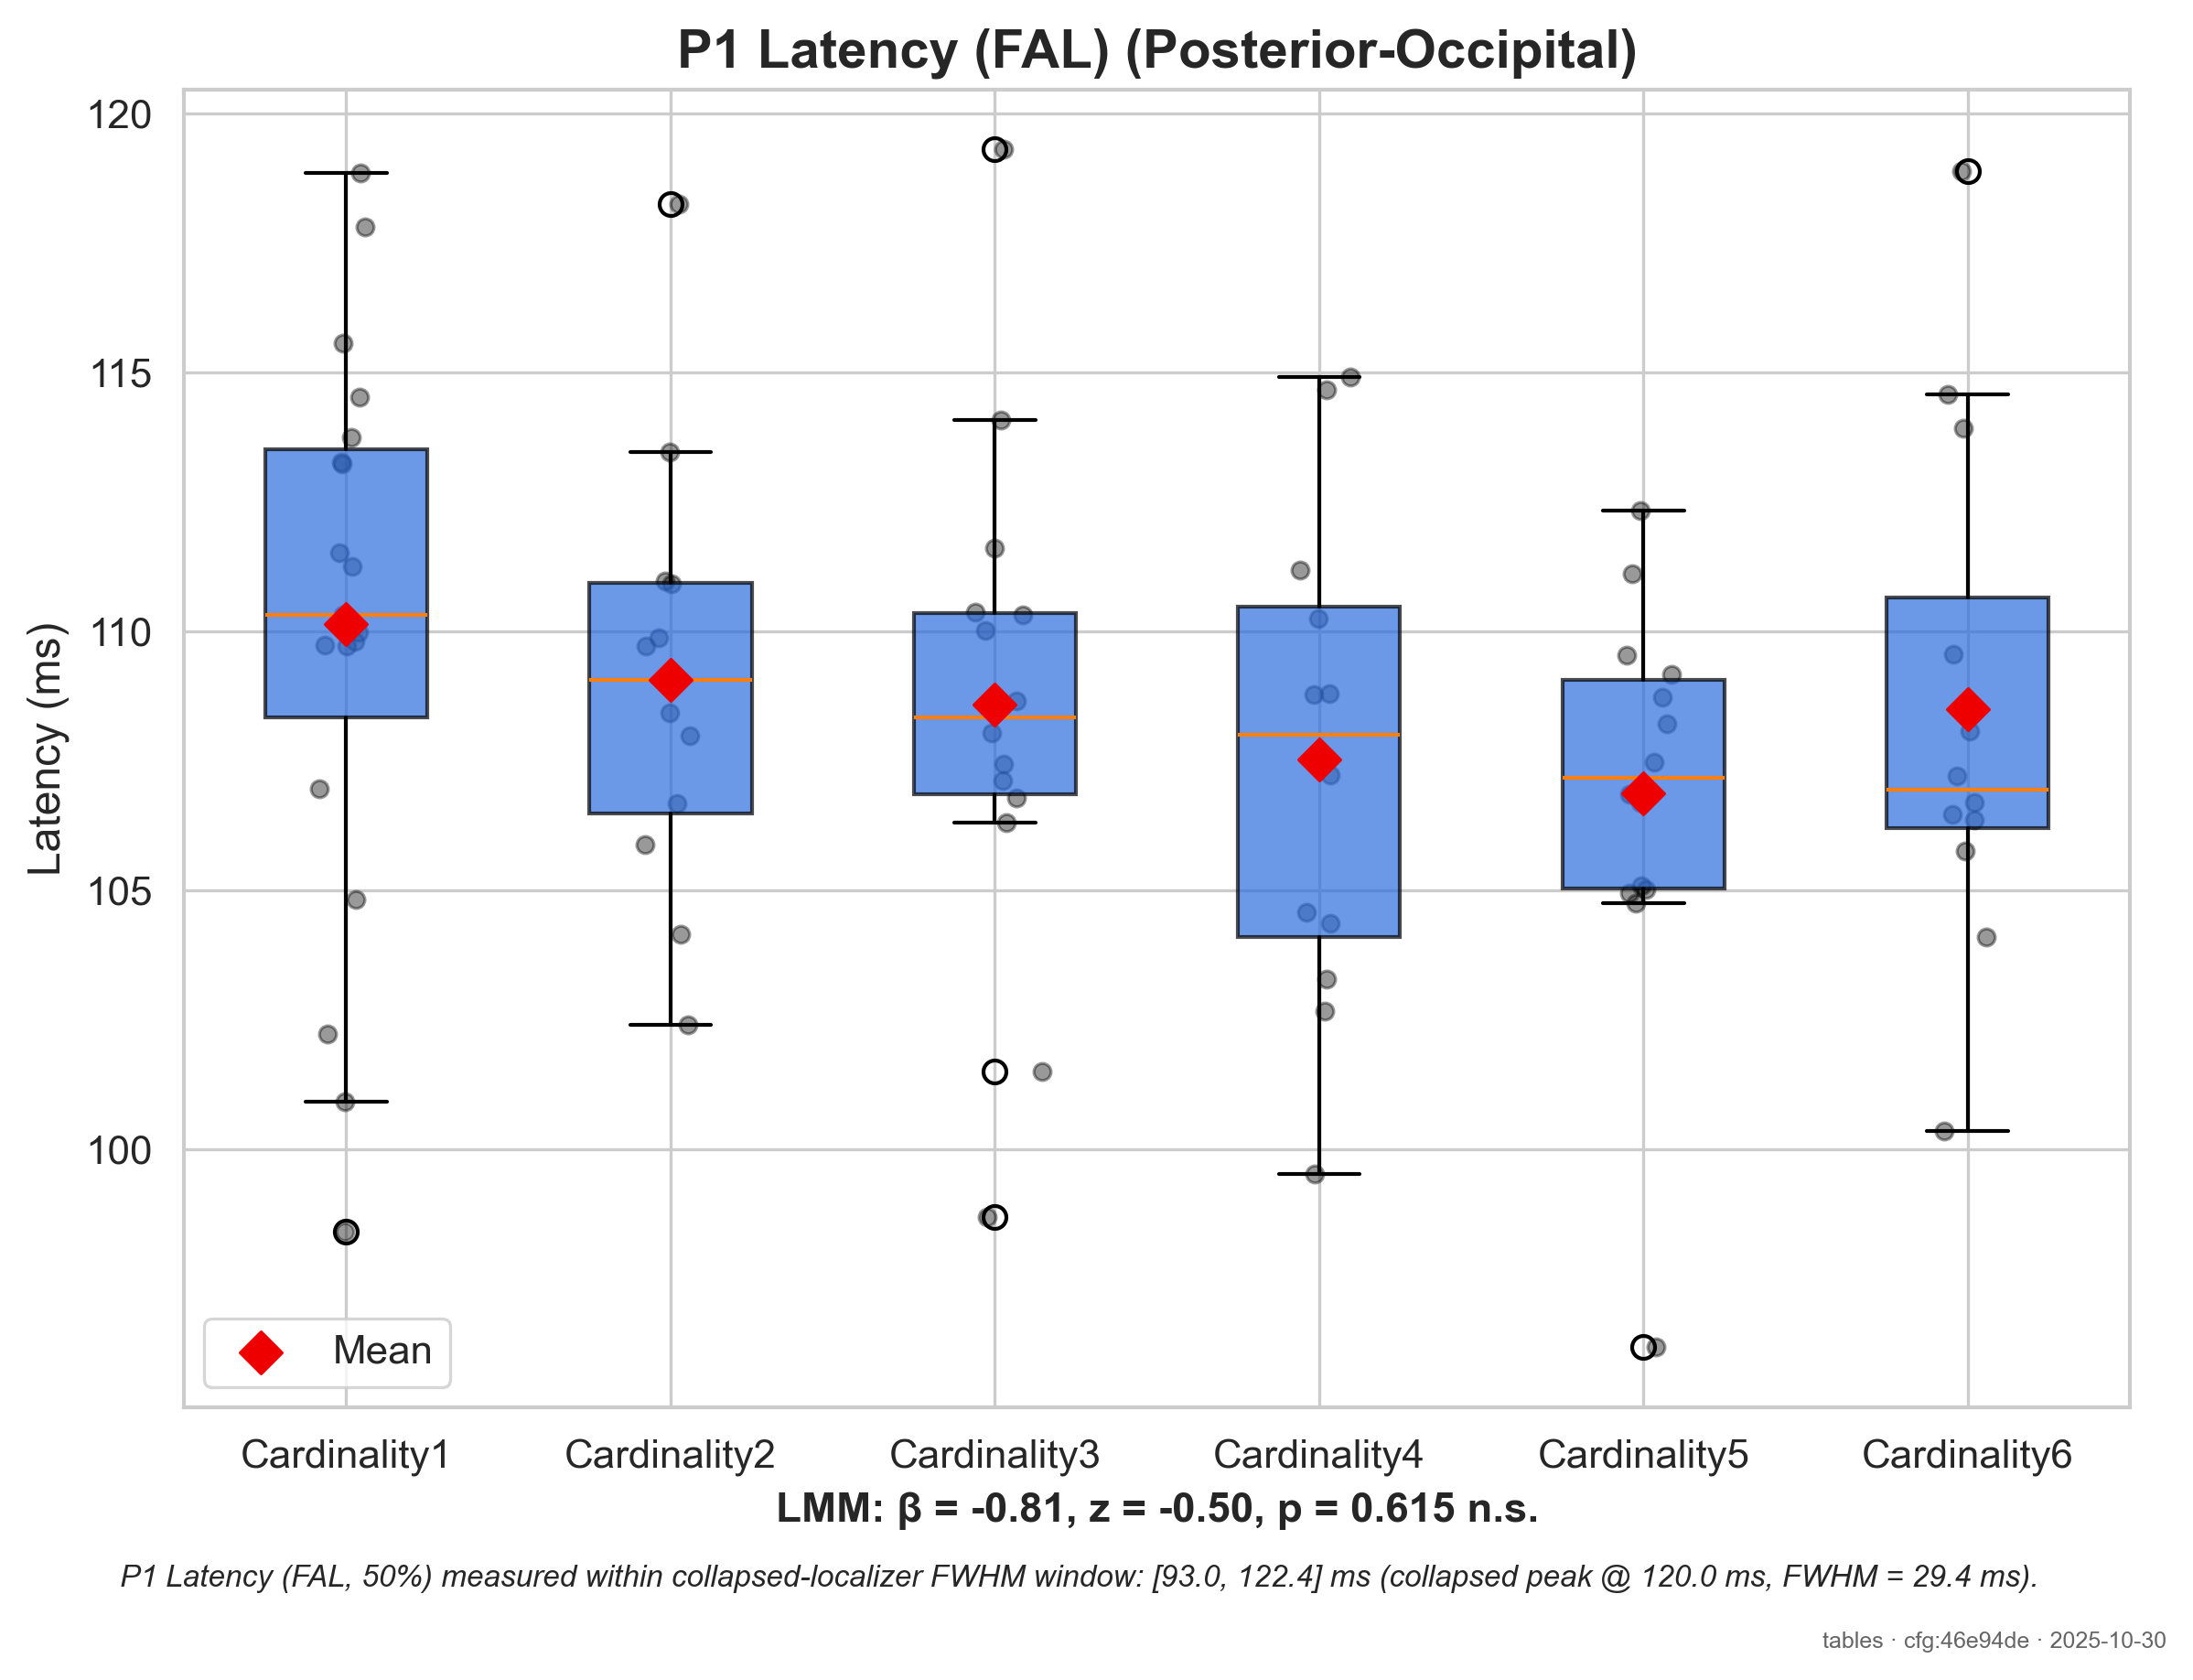 P1 Latency (FAL) (Posterior-Occipital)
120
115
110
105
100
Latency (ms)
Mean
Cardinality1
Cardinality2
Cardinality3
Cardinality4
Cardinality5
Cardinality6
LMM: β = -0.81, z = -0.50, p = 0.615 n.s.
P1 Latency (FAL, 50%) measured within collapsed-localizer FWHM window: [93.0, 122.4] ms (collapsed peak @ 120.0 ms, FWHM = 29.4 ms).
tables · cfg:46e94de · 2025-10-30